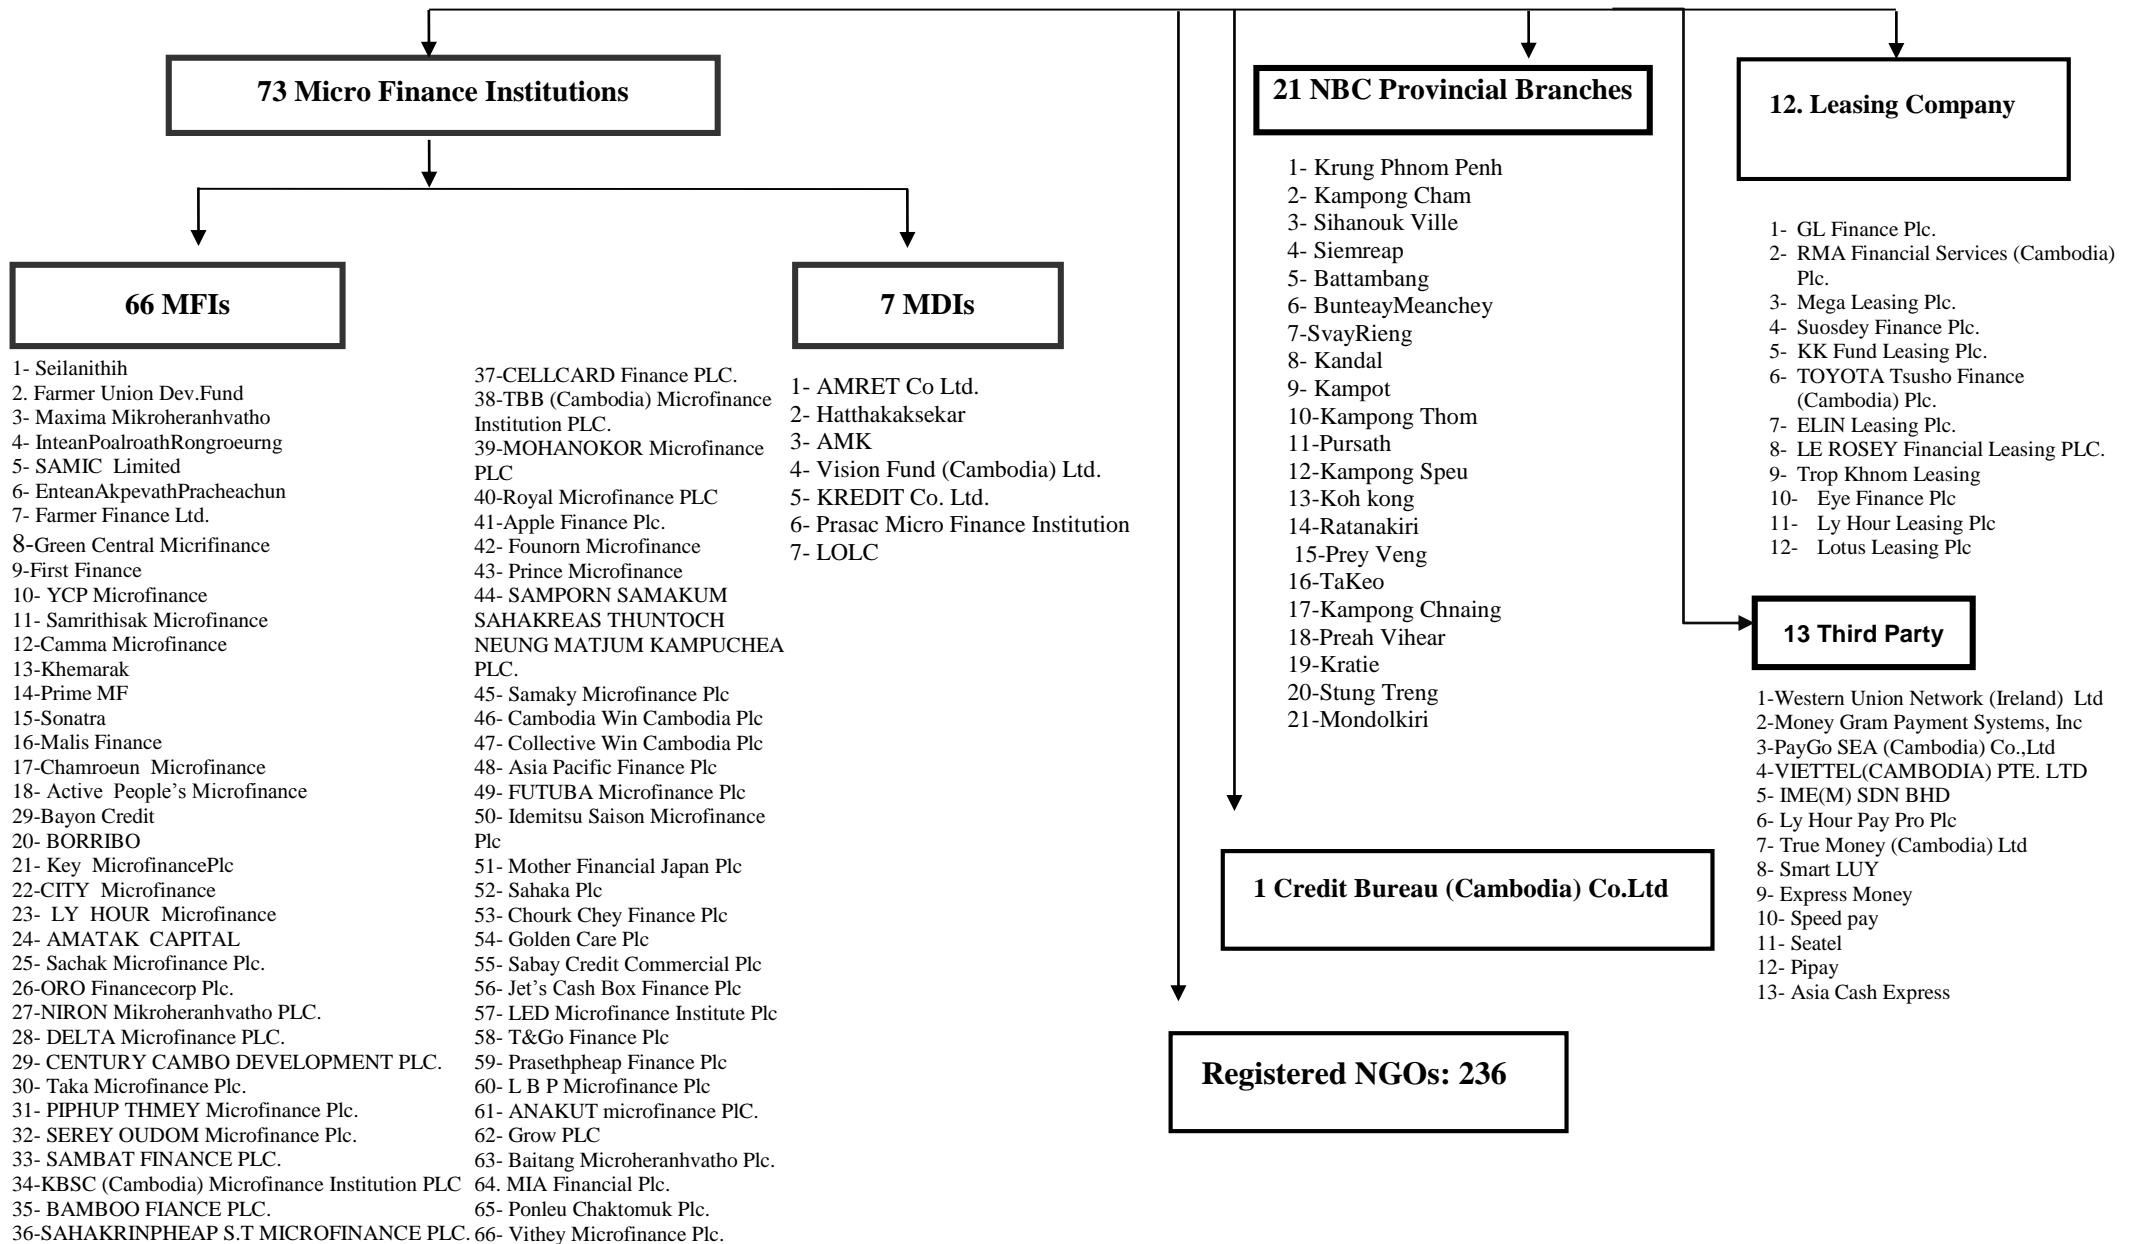 73 Micro Finance Institutions
66 MFIs
1- Seilanithih
2. Farmer Union Dev.Fund
3- Maxima Mikroheranhvatho
4- InteanPoalroathRongroeurng
5- SAMIC Limited
6- EnteanAkpevathPracheachun
7- Farmer Finance Ltd.
8-Green Central Micrifinance
9-First Finance
10- YCP Microfinance
11- Samrithisak Microfinance
12-Camma Microfinance
13-Khemarak
14-Prime MF
15-Sonatra
16-Malis Finance
17-Chamroeun Microfinance
18- Active People's Microfinance
29-Bayon Credit
20- BORRIBO
21- Key MicrofinancePlc
22-CITY Microfinance
23- LY HOUR Microfinance
24- AMATAK CAPITAL
25- Sachak Microfinance Plc.
26-ORO Financecorp Plc.
27-NIRON Mikroheranhvatho PLC.
28- DELTA Microfinance PLC.
29- CENTURY CAMBO DEVELOPMENT PLC.
30- Taka Microfinance Plc.
31- PIPHUP THMEY Microfinance Plc.
32- SEREY OUDOM Microfinance Plc.
33- SAMBAT FINANCE PLC.
34-KBSC (Cambodia) Microfinance Institution PLC
35- BAMBOO FIANCE PLC.
36-SAHAKRINPHEAP S.T MICROFINANCE PLC.
37-CELLCARD Finance PLC.
38-TBB (Cambodia) Microfinance
Institution PLC.
39-MOHANOKOR Microfinance
PLC
40-Royal Microfinance PLC
41-Apple Finance Plc.
42- Founorn Microfinance
43- Prince Microfinance
44- SAMPORN SAMAKUM
SAHAKREAS THUNTOCH
NEUNG MATJUM KAMPUCHEA
PLC.
45- Samaky Microfinance Plc
46- Cambodia Win Cambodia Plc
47- Collective Win Cambodia Plc
48- Asia Pacific Finance Plc
49- FUTUBA Microfinance Plc
50- Idemitsu Saison Microfinance
Plc
51- Mother Financial Japan Plc
52- Sahaka Plc
53- Chourk Chey Finance Plc
54- Golden Care Plc
55- Sabay Credit Commercial Plc
56- Jet's Cash Box Finance Plc
57- LED Microfinance Institute Plc
58- T&Go Finance Plc
59- Prasethpheap Finance Plc
60- L B P Microfinance Plc
61- ANAKUT microfinance PlC.
62- Grow PLC
63- Baitang Microheranhvatho Plc.
64. MIA Financial Plc.
65- Ponleu Chaktomuk Plc.
66- Vithey Microfinance Plc.
7 MDIs
1- AMRET Co Ltd.
2- Hatthakaksekar
3- AMK
4- Vision Fund (Cambodia) Ltd.
5- KREDIT Co. Ltd.
6- Prasac Micro Finance Institution
7- LOLC
21 NBC Provincial Branches
1- Krung Phnom Penh
2- Kampong Cham
3- Sihanouk Ville
4- Siemreap
5- Battambang
6- BunteayMeanchey
7-SvayRieng
8- Kandal
9- Kampot
10-Kampong Thom
11-Pursath
12-Kampong Speu
13-Koh kong
14-Ratanakiri
15-Prey Veng
16-TaKeo
17-Kampong Chnaing
18-Preah Vihear
19-Kratie
20-Stung Treng
21-Mondolkiri
1 Credit Bureau (Cambodia) Co.Ltd
Registered NGOs: 236
12. Leasing Company
1- GL Finance Plc.
2- RMA Financial Services (Cambodia)
Plc.
3- Mega Leasing Plc.
4- Suosdey Finance Plc.
5- KK Fund Leasing Plc.
6- TOYOTA Tsusho Finance
(Cambodia) Plc.
7- ELIN Leasing Plc.
8- LE ROSEY Financial Leasing PLC.
9- Trop Khnom Leasing
10- Eye Finance Plc
11- Ly Hour Leasing Plc
12- Lotus Leasing Plc
13 Third Party
1-Western Union Network (Ireland) Ltd
2-Money Gram Payment Systems, Inc
3-PayGo SEA (Cambodia) Co.,Ltd
4-VIETTEL(CAMBODIA) PTE. LTD
5- IME(M) SDN BHD
6- Ly Hour Pay Pro Plc
7- True Money (Cambodia) Ltd
8- Smart LUY
9- Express Money
10- Speed pay
11- Seatel
12- Pipay
13- Asia Cash Express